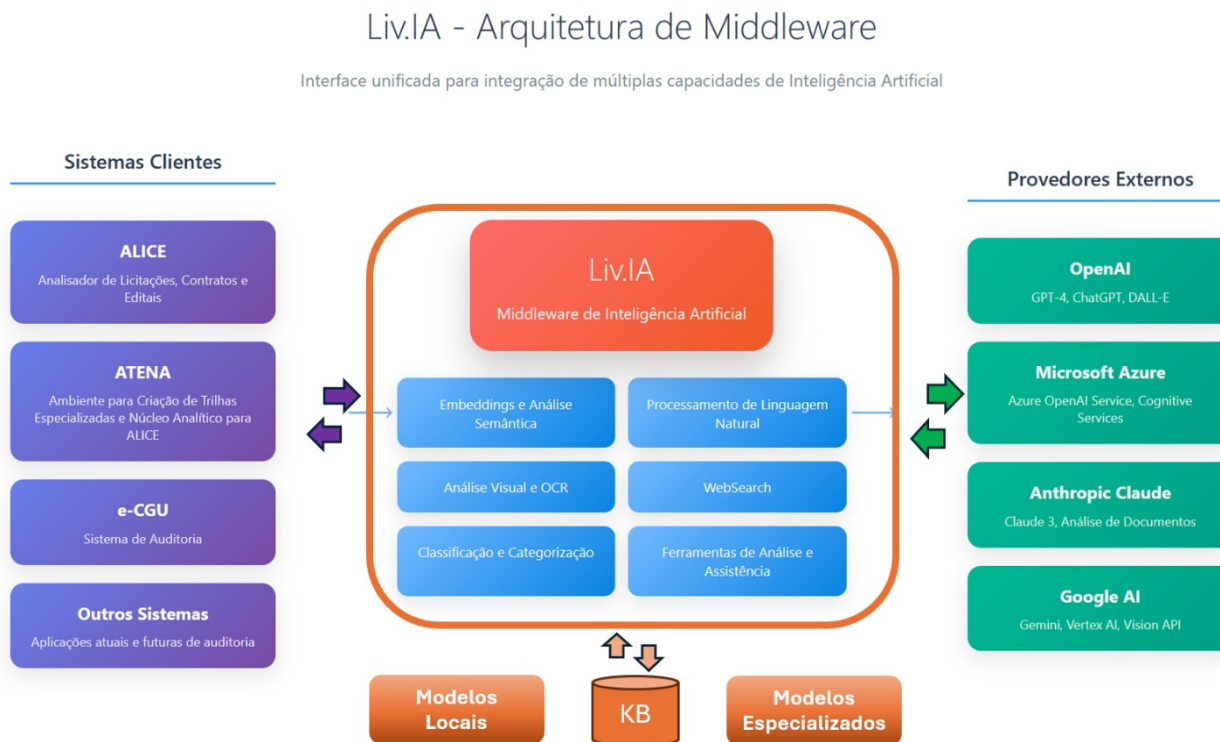 Liv.IA - Arquitetura de Middleware
Interface unificada para integração de múltiplas capacidades de Inteligência Artificial
Sistemas Clientes
ALICE
Analisador de Licitações, Contratos e
Editais
ATENA
Ambiente para Criação de Trilhas
Especializadas e Núcleo Analítico para
ALICE
e-CGU
Sistema de Auditoria
Outros Sistemas
Aplicações atuais e futuras de auditoria
Liv.IA
Middleware de Inteligência Artificial
Embeddings e Análise
Semântica
Processamento de Linguagem
Natural
Análise Visual e OCR
WebSearch
Classificação e Categorização
Ferramentas de Análise e
Assistência
Modelos
Locais
KB
Modelos
Especializados
Provedores Externos
OpenAI
GPT-4, ChatGPT, DALL-E
Microsoft Azure
Azure OpenAI Service, Cognitive
Services
Anthropic Claude
Claude 3, Análise de Documentos
Google AI
Gemini, Vertex AI, Vision API